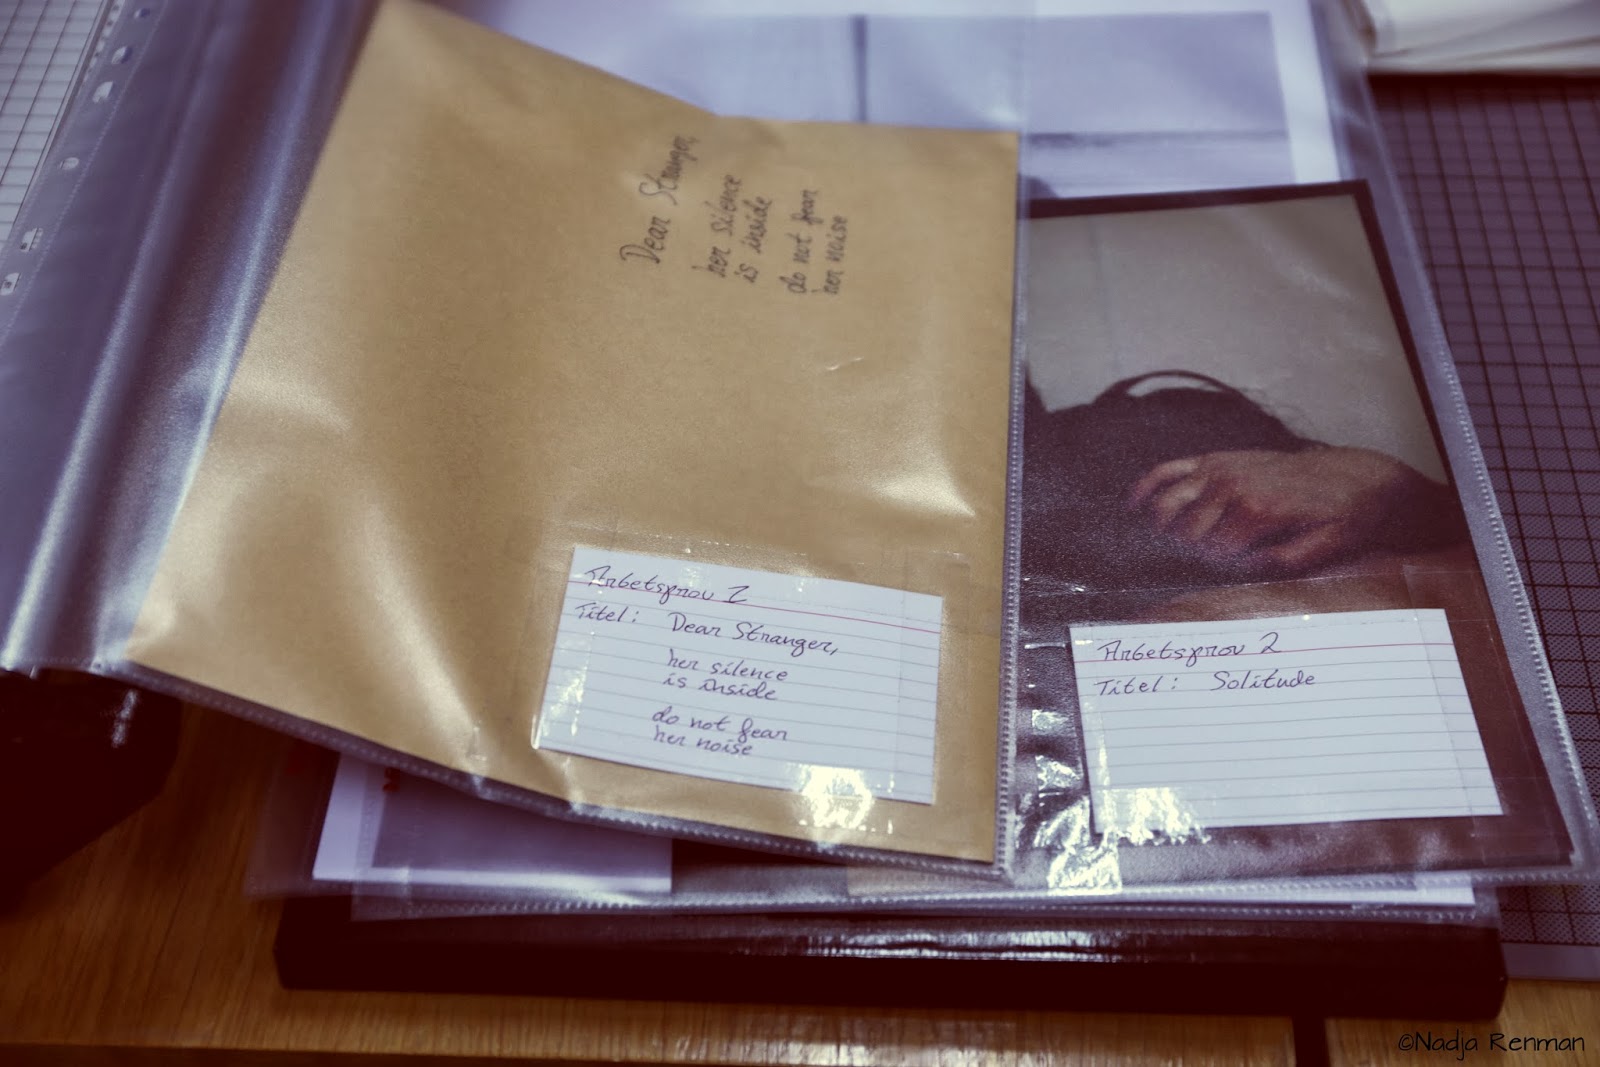 Dear Stranger,
her silence
is inside
do not fear
her noise
Arbetsprov 1
Titel: Dear Stranger,
her silence
is inside
do not fear
her noise
Arbetsprov 2
Titel: Solitude
©Nadja Renman